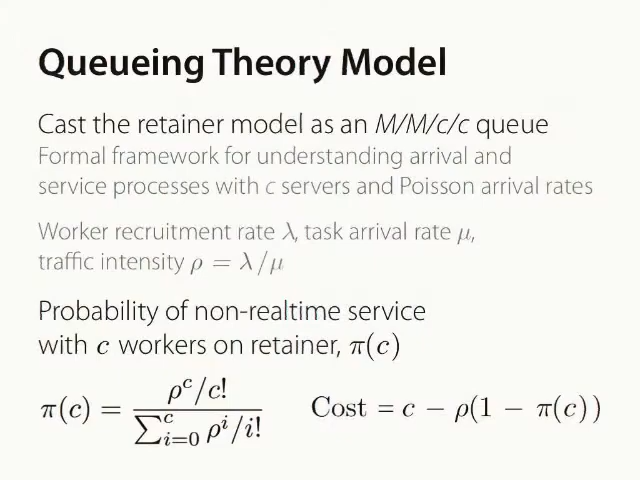 Queueing Theory Model
Cast the retainer model as an M/M/c/c queue
Formal framework for understanding arrival and
service processes with c servers and Poisson arrival rates
Worker recruitment rate λ, task arrival rate μ,
traffic intensity ρ = λ/μ
Probability of non-realtime service
with c workers on retainer, π(c)
π(c) = \frac{ρ^c/c!}{∑_{i=0}^{c} ρ^i/i!}
Cost = c − ρ(1 − π(c))